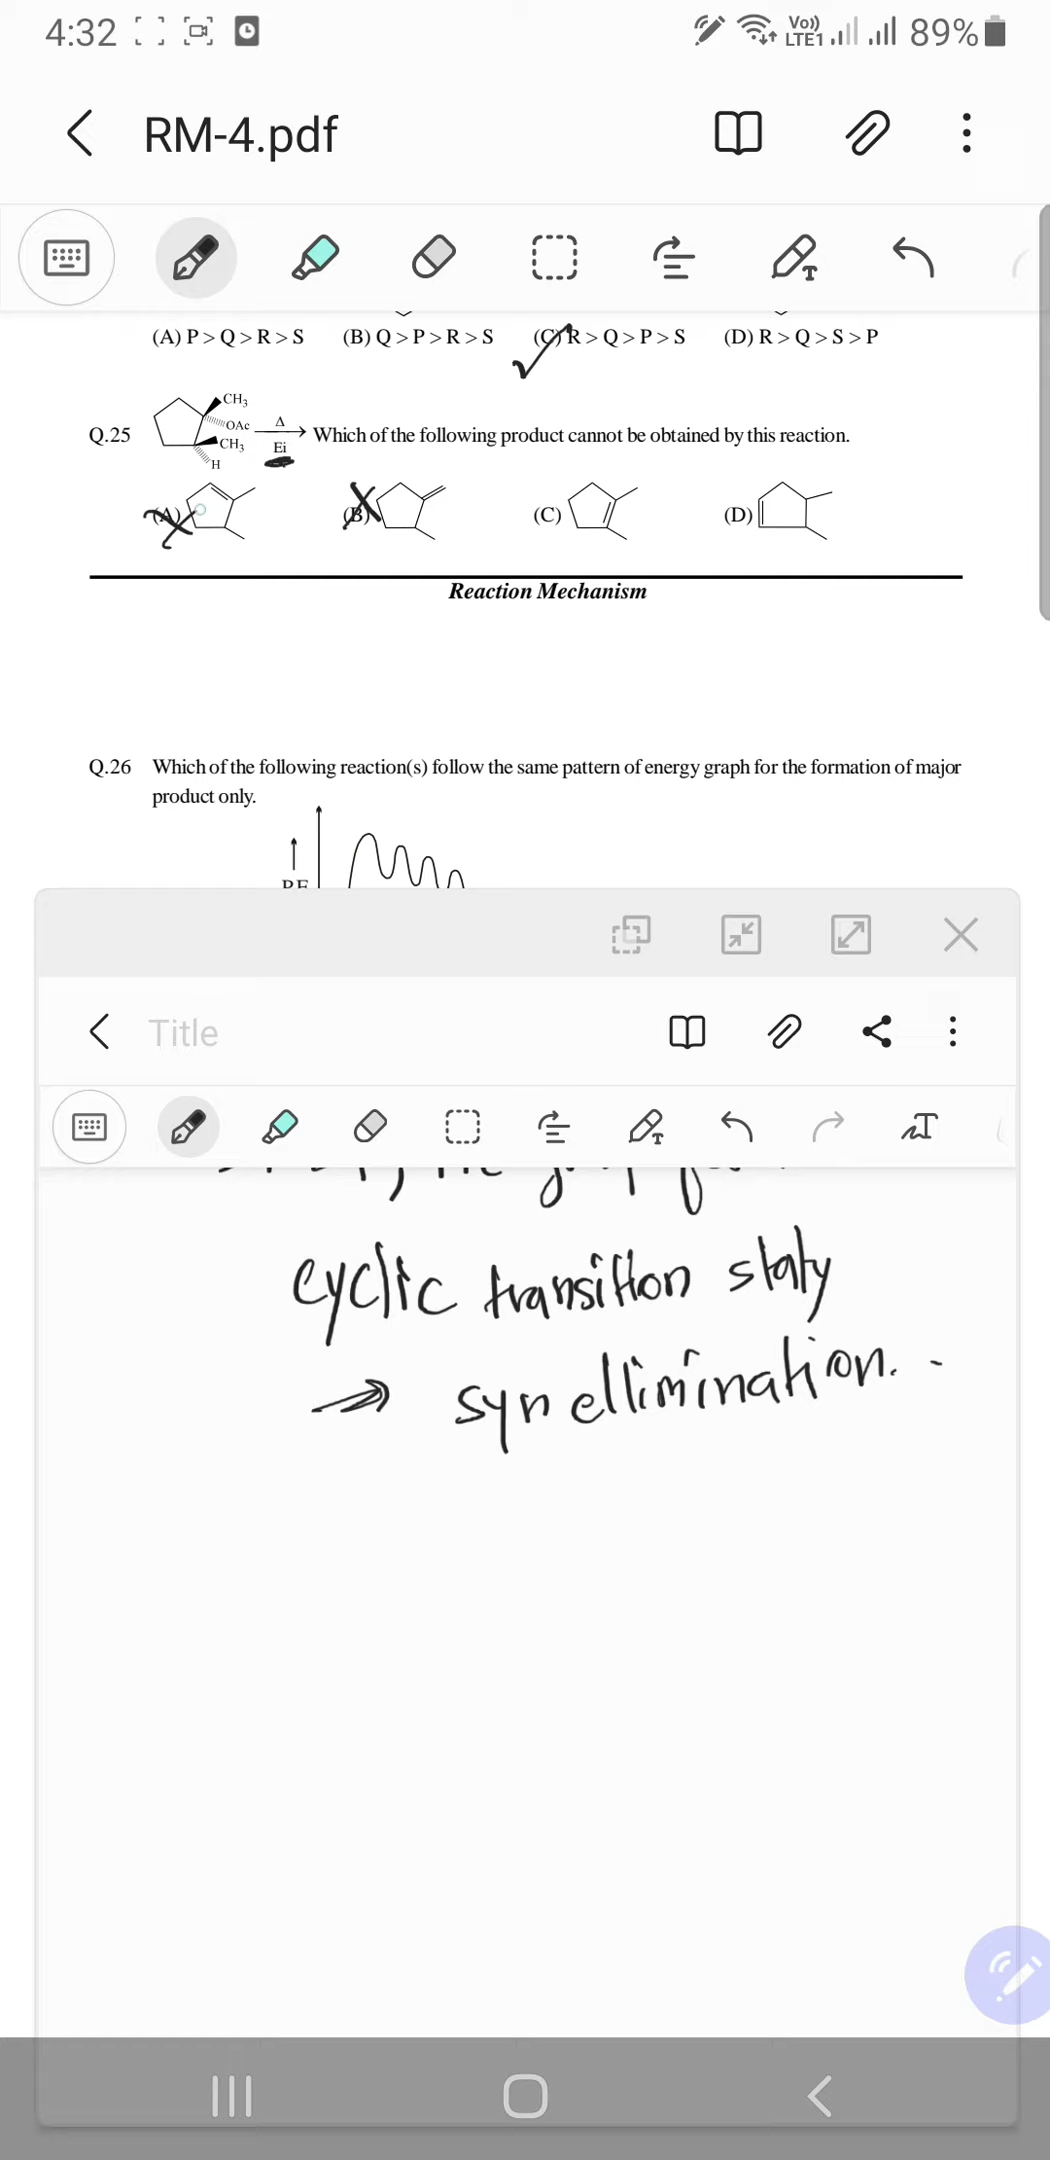 4:32
Vo))
LTE1
89%
RM-4.pdf
(A) P > Q > R > S (B) Q > P > R > S (C) R > Q > P > S (D) R > Q > S > P
CH3
OAc
CH3
H
Q.25
Δ
Ei
Which of the following product cannot be obtained by this reaction.
(A) (B) (C) (D)
Reaction Mechanism
Q.26 Which of the following reaction(s) follow the same pattern of energy graph for the formation of major
product only.
Title
T
cyclic transition staty
⇒ syn ellimination.